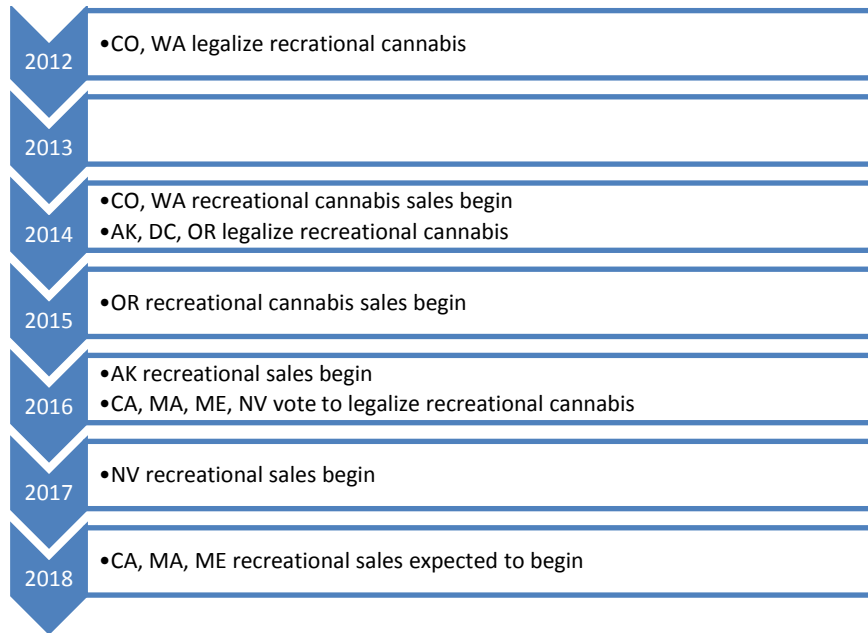 2012
•CO, WA legalize recrational cannabis
2013
2014
•CO, WA recreational cannabis sales begin
•AK, DC, OR legalize recreational cannabis
2015
•OR recreational cannabis sales begin
2016
•AK recreational sales begin
•CA, MA, ME, NV vote to legalize recreational cannabis
2017
•NV recreational sales begin
2018
•CA, MA, ME recreational sales expected to begin